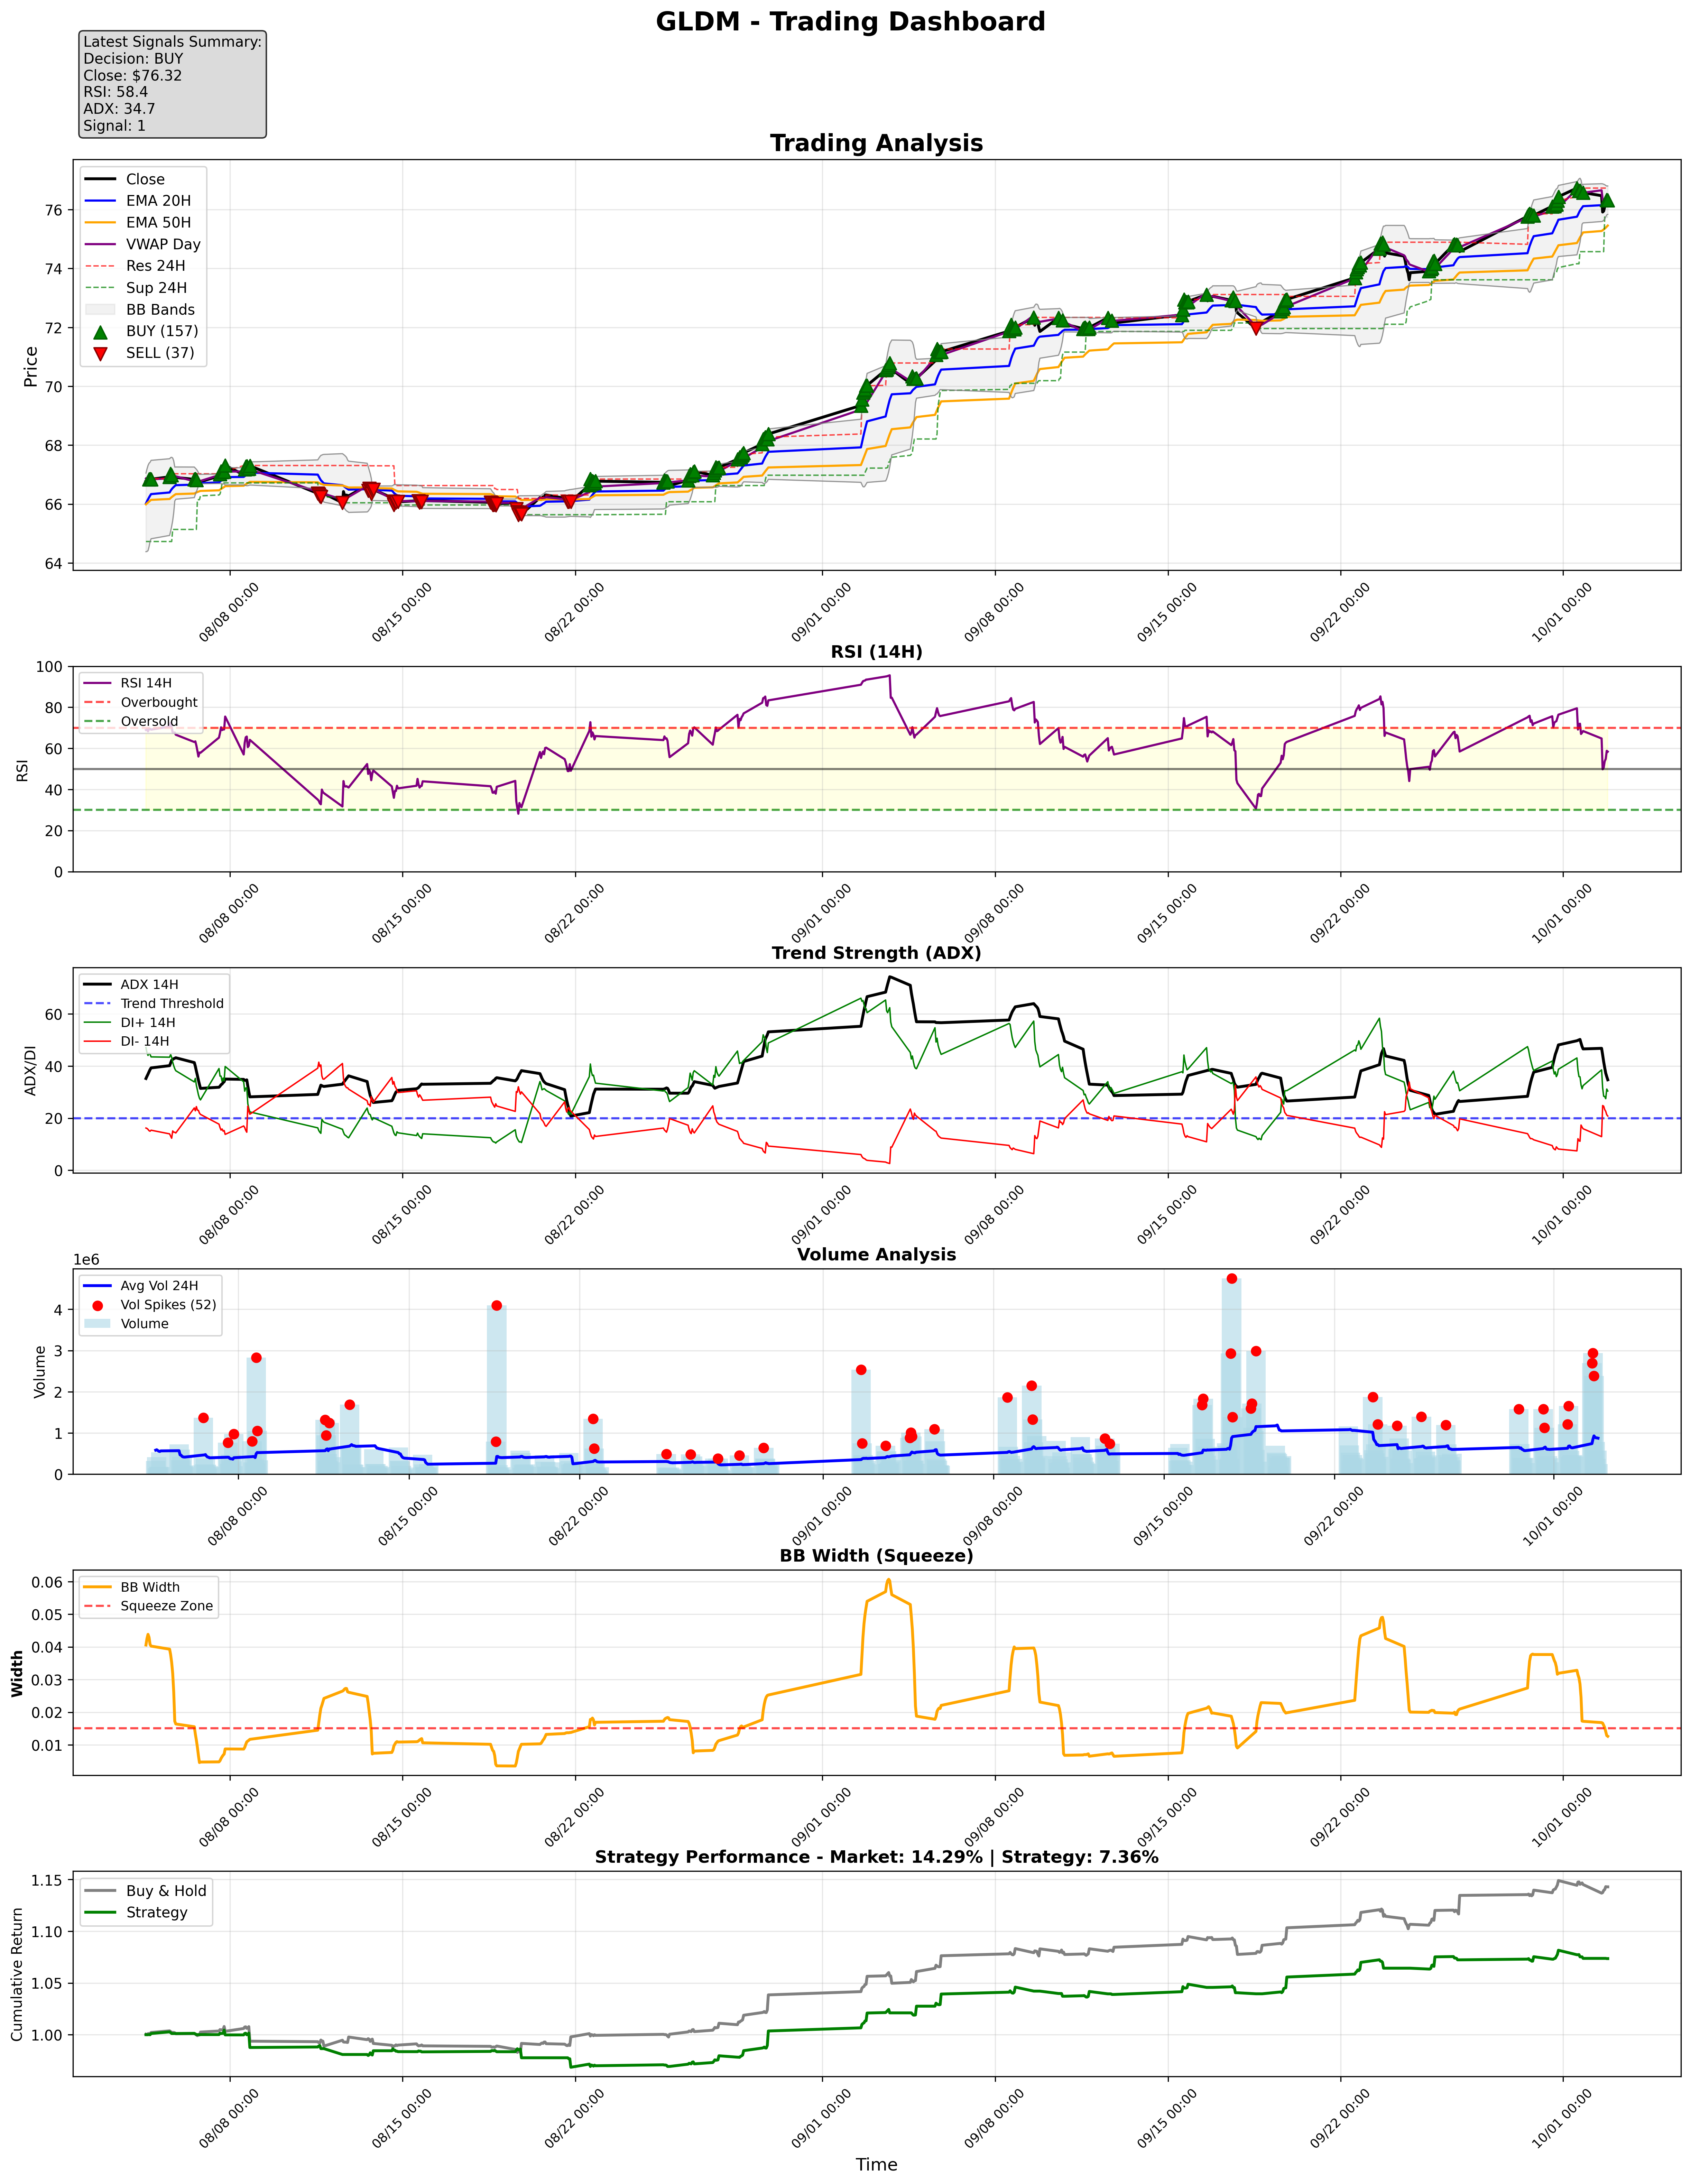 GLDM - Trading Dashboard
Latest Signals Summary:
Decision: BUY
Close: $76.32
RSI: 58.4
ADX: 34.7
Signal: 1
Trading Analysis
Close
EMA 20H
EMA 50H
VWAP Day
Res 24H
Sup 24H
BB Bands
BUY (157)
SELL (37)
Price
76
74
72
70
68
66
64
08/08 00:00
08/15 00:00
08/22 00:00
09/01 00:00
09/08 00:00
09/15 00:00
09/22 00:00
10/01 00:00
RSI (14H)
RSI 14H
Overbought
Oversold
RSI
100
80
60
40
20
0
08/08 00:00
08/15 00:00
08/22 00:00
09/01 00:00
09/08 00:00
09/15 00:00
09/22 00:00
10/01 00:00
Trend Strength (ADX)
ADX 14H
Trend Threshold
DI+ 14H
DI- 14H
ADX/DI
60
40
20
0
08/08 00:00
08/15 00:00
08/22 00:00
09/01 00:00
09/08 00:00
09/15 00:00
09/22 00:00
10/01 00:00
Volume Analysis
1e6
Avg Vol 24H
Vol Spikes (52)
Volume
Volume
4
3
2
1
0
08/08 00:00
08/15 00:00
08/22 00:00
09/01 00:00
09/08 00:00
09/15 00:00
09/22 00:00
10/01 00:00
BB Width (Squeeze)
BB Width
Squeeze Zone
Width
0.06
0.05
0.04
0.03
0.02
0.01
08/08 00:00
08/15 00:00
08/22 00:00
09/01 00:00
09/08 00:00
09/15 00:00
09/22 00:00
10/01 00:00
Strategy Performance - Market: 14.29% | Strategy: 7.36%
Buy & Hold
Strategy
Cumulative Return
1.15
1.10
1.05
1.00
08/08 00:00
08/15 00:00
08/22 00:00
09/01 00:00
09/08 00:00
09/15 00:00
09/22 00:00
10/01 00:00
Time